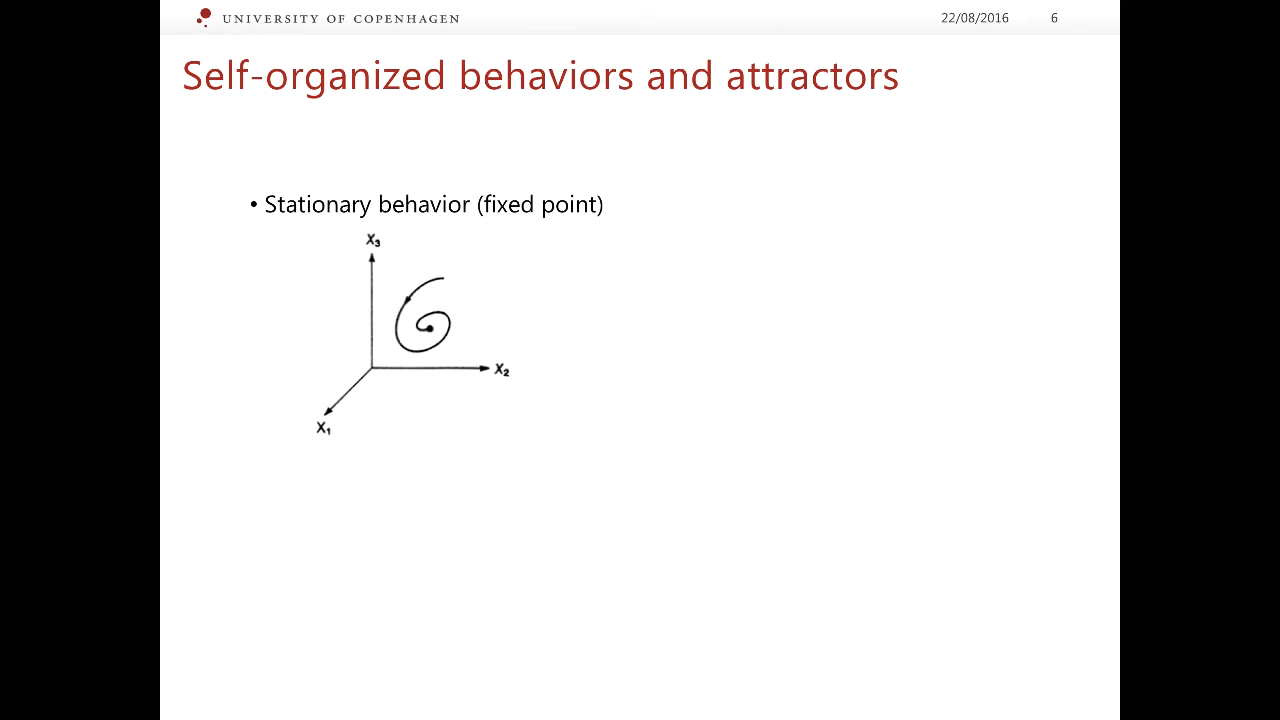 UNIVERSITY OF COPENHAGEN
22/08/2016 6
Self-organized behaviors and attractors
• Stationary behavior (fixed point)
X₃
X₂
X₁